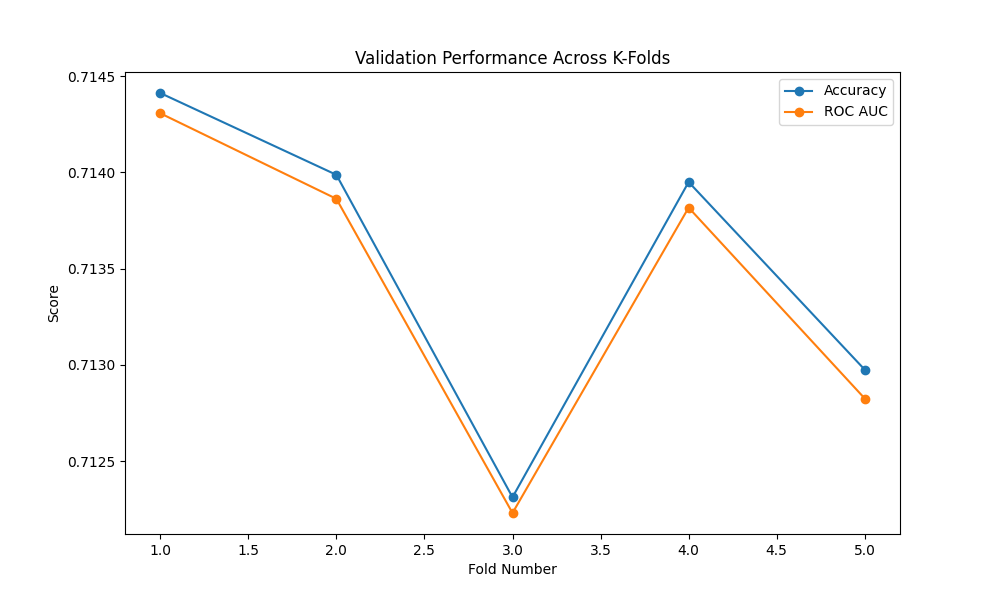 Validation Performance Across K-Folds
Accuracy
ROC AUC
Score
0.7145
0.7140
0.7135
0.7130
0.7125
1.0 1.5 2.0 2.5 3.0 3.5 4.0 4.5 5.0
Fold Number